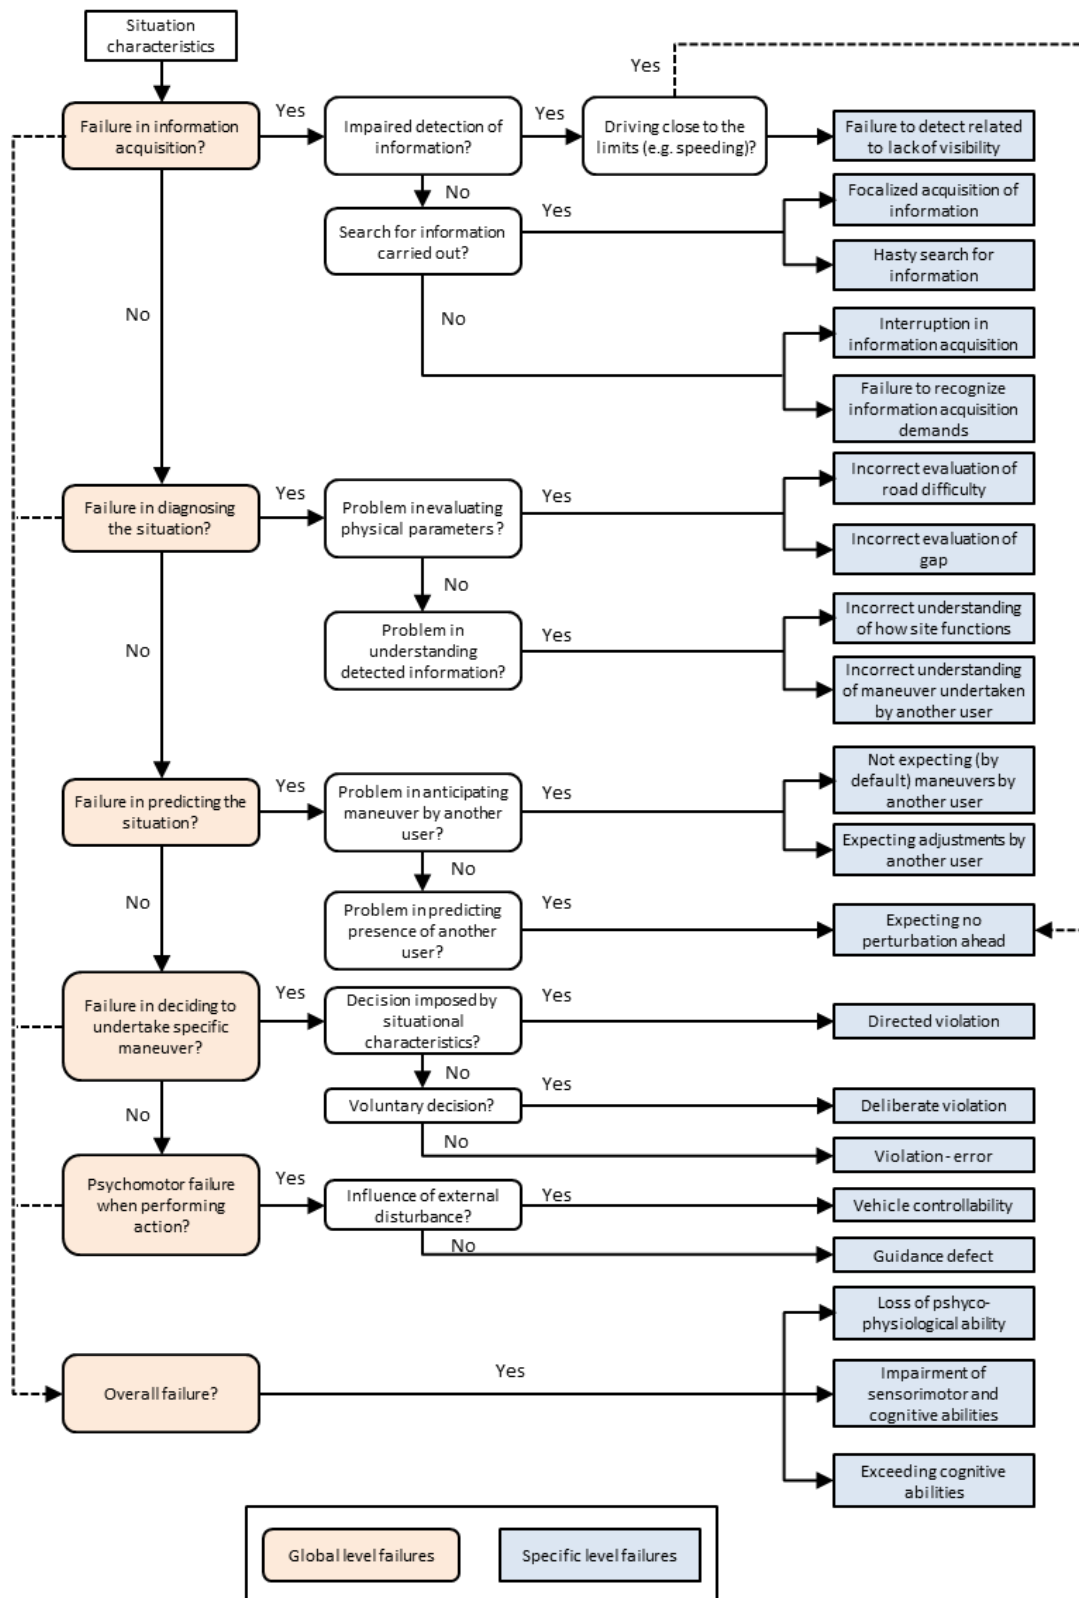 Situation
characteristics
Yes
Failure in information
acquisition?
Yes
Impaired detection of
information?
Yes
Driving close to the
limits (e.g. speeding)?
Failure to detect related
to lack of visibility
No
Search for information
carried out?
Yes
Focalized acquisition of
information
Hasty search for
information
No
No
Interruption in
information acquisition
Failure to recognize
information acquisition
demands
Failure in diagnosing
the situation?
Yes
Problem in evaluating
physical parameters?
Yes
Incorrect evaluation of
road difficulty
Incorrect evaluation of
gap
No
No
Problem in
understanding
detected information?
Yes
Incorrect understanding
of how site functions
Incorrect understanding
of maneuver undertaken
by another user
Failure in predicting the
situation?
Yes
Problem in anticipating
maneuver by another
user?
Yes
Not expecting (by
default) maneuvers by
another user
Expecting adjustments by
another user
No
No
Problem in predicting
presence of another
user?
Yes
Expecting no
perturbation ahead
Failure in deciding to
undertake specific
maneuver?
Yes
Decision imposed by
situational
characteristics?
Yes
Directed violation
No
No
Voluntary decision?
Yes
Deliberate violation
No
Violation - error
Psychomotor failure
when performing
action?
Yes
Influence of external
disturbance?
Yes
Vehicle controllability
No
Guidance defect
Overall failure?
Yes
Loss of pshyco-
physiological ability
Impairment of
sensorimotor and
cognitive abilities
Exceeding cognitive
abilities
Global level failures
Specific level failures